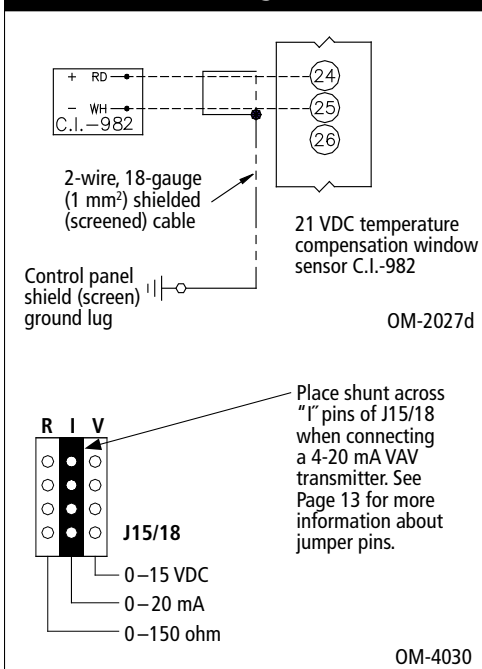 + RD
- WH
C.I.-982
24
25
26
2-wire, 18-gauge
(1 mm²) shielded
(screened) cable
21 VDC temperature
compensation window
sensor C.I.-982
Control panel
shield (screen)
ground lug
OM-2027d
R I V
J15/18
0–15 VDC
0–20 mA
0–150 ohm
Place shunt across
"I" pins of J15/18
when connecting
a 4-20 mA VAV
transmitter. See
Page 13 for more
information about
jumper pins.
OM-4030